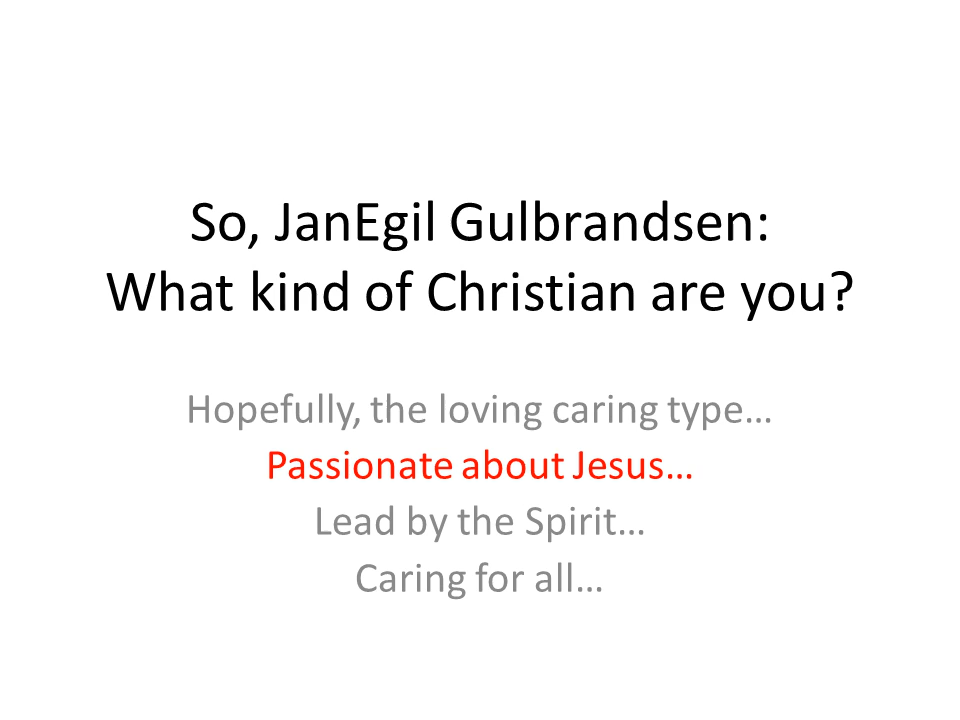 So, JanEgil Gulbrandsen:
What kind of Christian are you?
Hopefully, the loving caring type…
Passionate about Jesus…
Lead by the Spirit…
Caring for all…